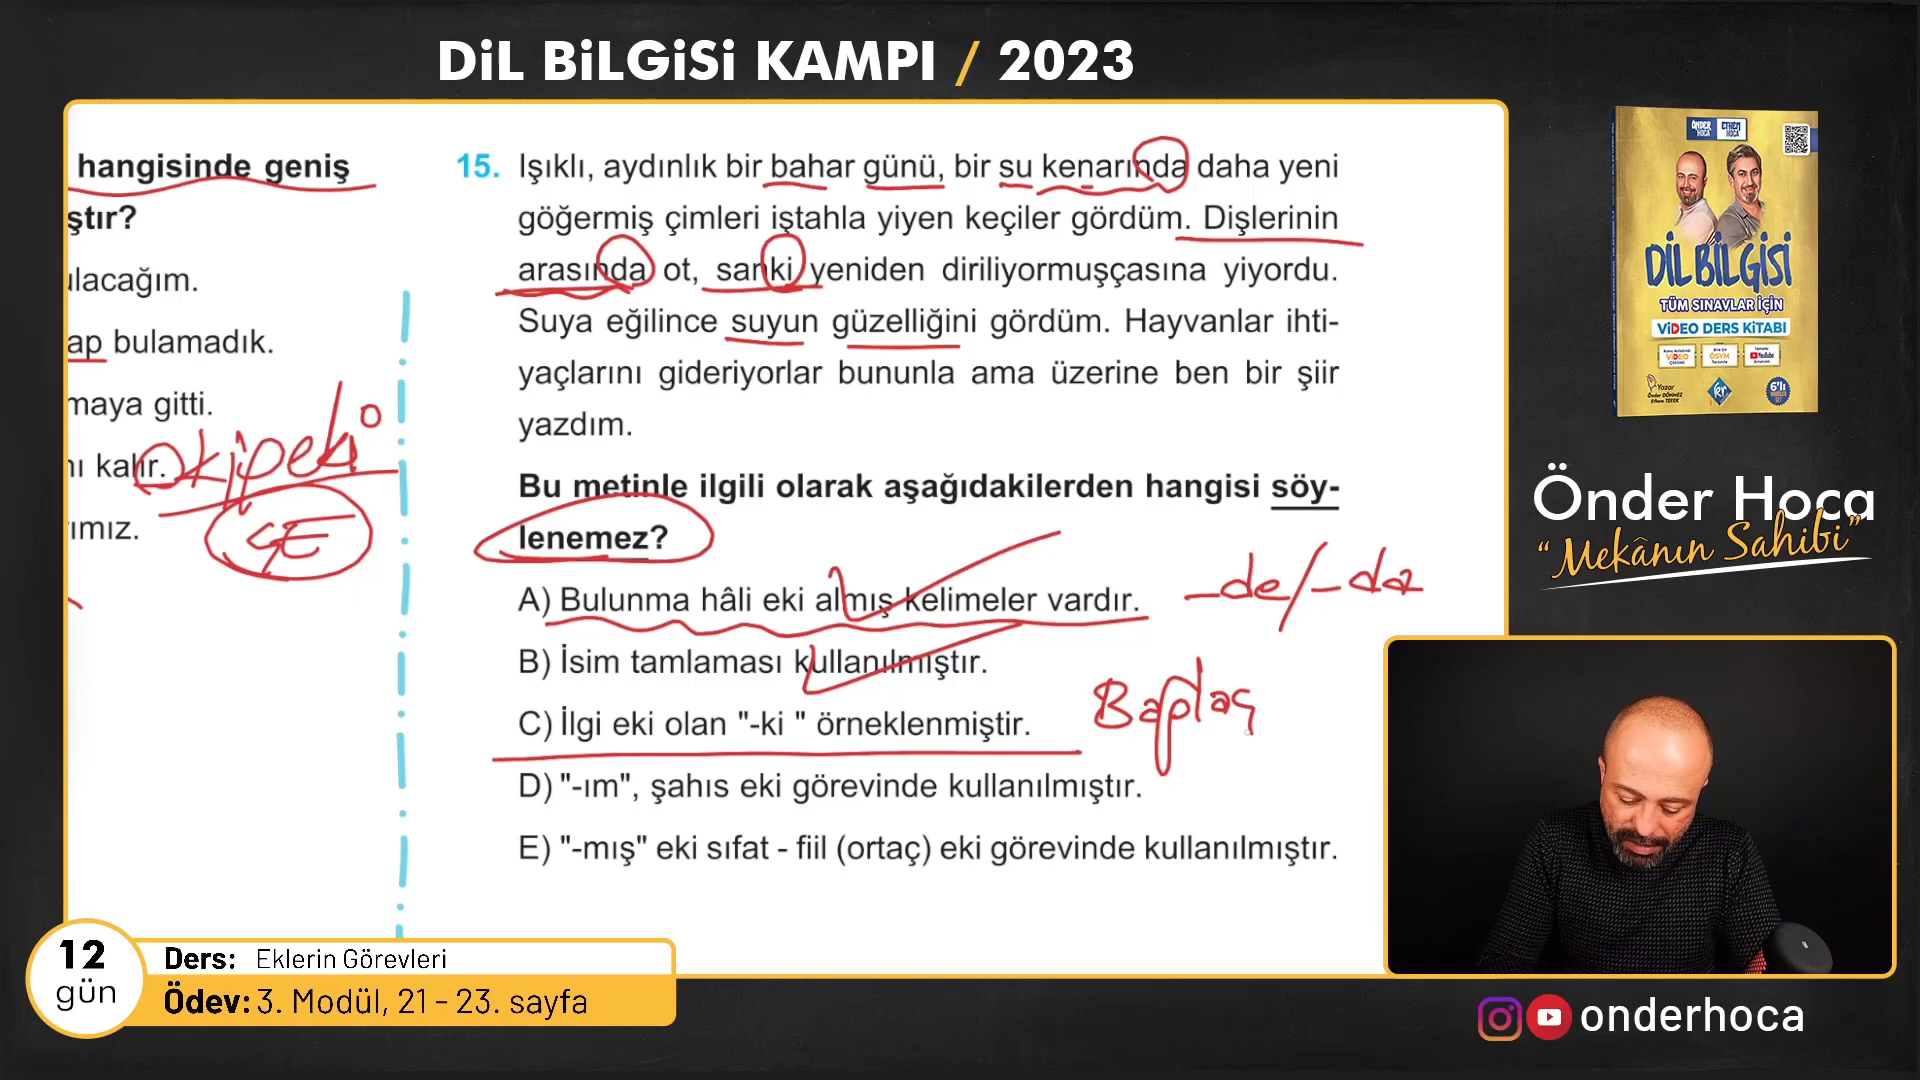 DiL BiLGiSi KAMPI / 2023
hangisinde geniş
ştır?
ulacağım.
ap bulamadık.
maya gitti.
ı kalır.
ımız.
15. Işıklı, aydınlık bir bahar günü, bir su kenarında daha yeni
göğermiş çimleri iştahla yiyen keçiler gördüm. Dişlerinin
arasında ot, sanki yeniden diriliyormuşçasına yiyordu.
Suya eğilince suyun güzelliğini gördüm. Hayvanlar ihti-
yaçlarını gideriyorlar bununla ama üzerine ben bir şiir
yazdım.
Bu metinle ilgili olarak aşağıdakilerden hangisi söy-
lenemez?
A) Bulunma hâli eki almış kelimeler vardır.
-de/-da
B) İsim tamlaması kullanılmıştır.
C) İlgi eki olan "-ki " örneklenmiştir.
Bağlaç
D) "-ım", şahıs eki görevinde kullanılmıştır.
E) "-mış" eki sıfat - fiil (ortaç) eki görevinde kullanılmıştır.
ÖNDER HOCA
ETHEM HOCA
DİL BİLGİSİ
TÜM SINAVLAR İÇİN
VİDEO DERS KİTABI
Önder Hoca
“Mekânın Sahibi”
12
gün
Ders: Eklerin Görevleri
Ödev: 3. Modül, 21 - 23. sayfa
onderhoca